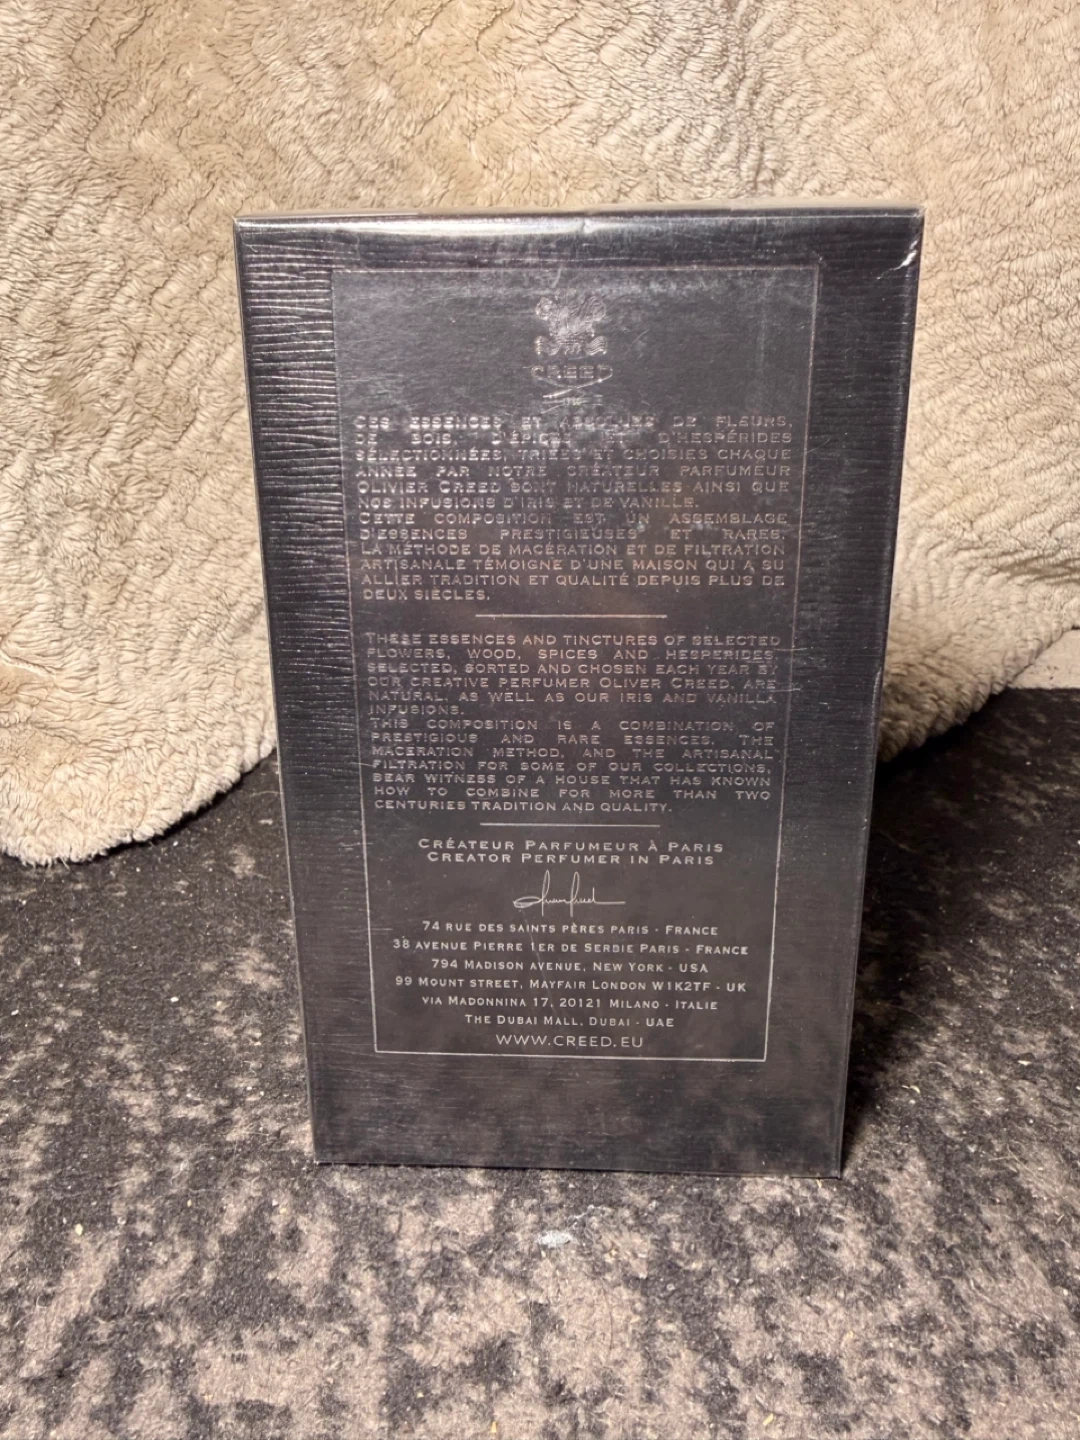 CREED
CES ESSENCES ET ABSOLUES DE FLEURS,
DE BOIS, D'ÉPICES ET D'HESPÉRIDES
SÉLECTIONNÉES, TRIÉES ET CHOISIES CHAQUE
ANNÉE PAR NOTRE CRÉATEUR PARFUMEUR
OLIVIER CREED SONT NATURELLES AINSI QUE
NOS INFUSIONS D'IRIS ET DE VANILLE.
CETTE COMPOSITION EST UN ASSEMBLAGE
D'ESSENCES PRESTIGIEUSES ET RARES.
LA MÉTHODE DE MACÉRATION ET DE FILTRATION
ARTISANALE TÉMOIGNE D'UNE MAISON QUI A SU
ALLIER TRADITION ET QUALITÉ DEPUIS PLUS DE
DEUX SIÈCLES.
THESE ESSENCES AND TINCTURES OF SELECTED
FLOWERS, WOOD, SPICES AND HESPERIDES
SELECTED, SORTED AND CHOSEN EACH YEAR BY
OUR CREATIVE PERFUMER OLIVER CREED, ARE
NATURAL, AS WELL AS OUR IRIS AND VANILLA
INFUSIONS.
THIS COMPOSITION IS A COMBINATION OF
PRESTIGIOUS AND RARE ESSENCES. THE
MACERATION METHOD, AND THE ARTISANAL
FILTRATION FOR SOME OF OUR COLLECTIONS,
BEAR WITNESS OF A HOUSE THAT HAS KNOWN
HOW TO COMBINE FOR MORE THAN TWO
CENTURIES TRADITION AND QUALITY.
CRÉATEUR PARFUMEUR À PARIS
CREATOR PERFUMER IN PARIS
74 RUE DES SAINTS PÈRES PARIS - FRANCE
38 AVENUE PIERRE 1ER DE SERBIE PARIS - FRANCE
794 MADISON AVENUE, NEW YORK - USA
99 MOUNT STREET, MAYFAIR LONDON W1K2TF - UK
VIA MADONNINA 17, 20121 MILANO - ITALIE
THE DUBAI MALL, DUBAI - UAE
WWW.CREED.EU